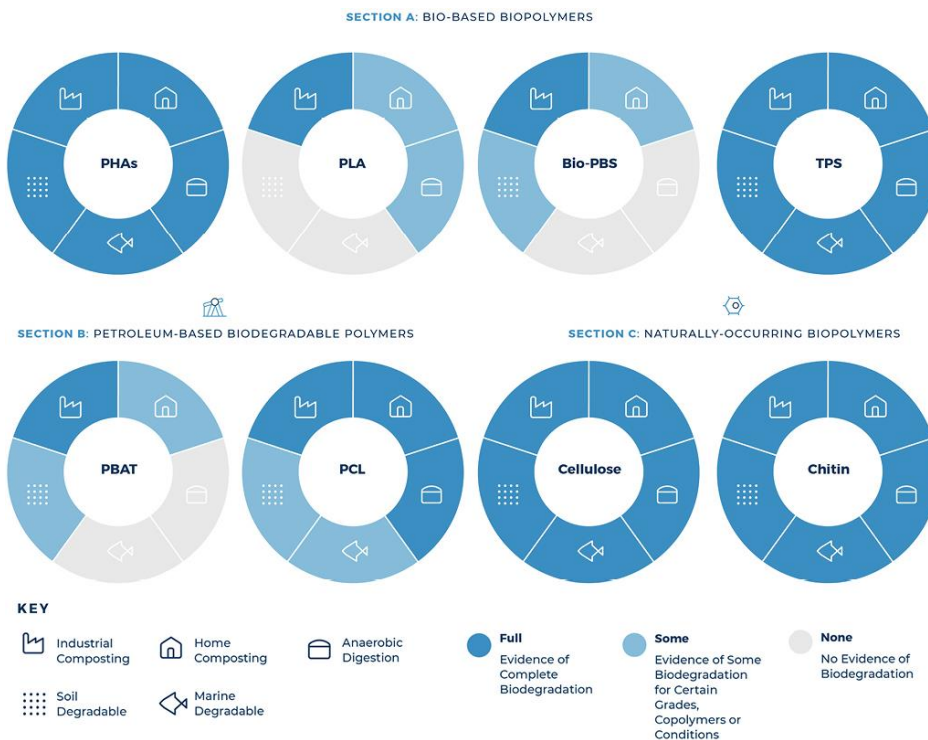 SECTION A: BIO-BASED BIOPOLYMERS
PHAs
PLA
Bio-PBS
TPS
SECTION B: PETROLEUM-BASED BIODEGRADABLE POLYMERS
SECTION C: NATURALLY-OCCURRING BIOPOLYMERS
PBAT
PCL
Cellulose
Chitin
KEY
Industrial
Composting
Home
Composting
Anaerobic
Digestion
Soil
Degradable
Marine
Degradable
Full
Evidence of
Complete
Biodegradation
Some
Evidence of Some
Biodegradation
for Certain
Grades,
Copolymers or
Conditions
None
No Evidence of
Biodegradation